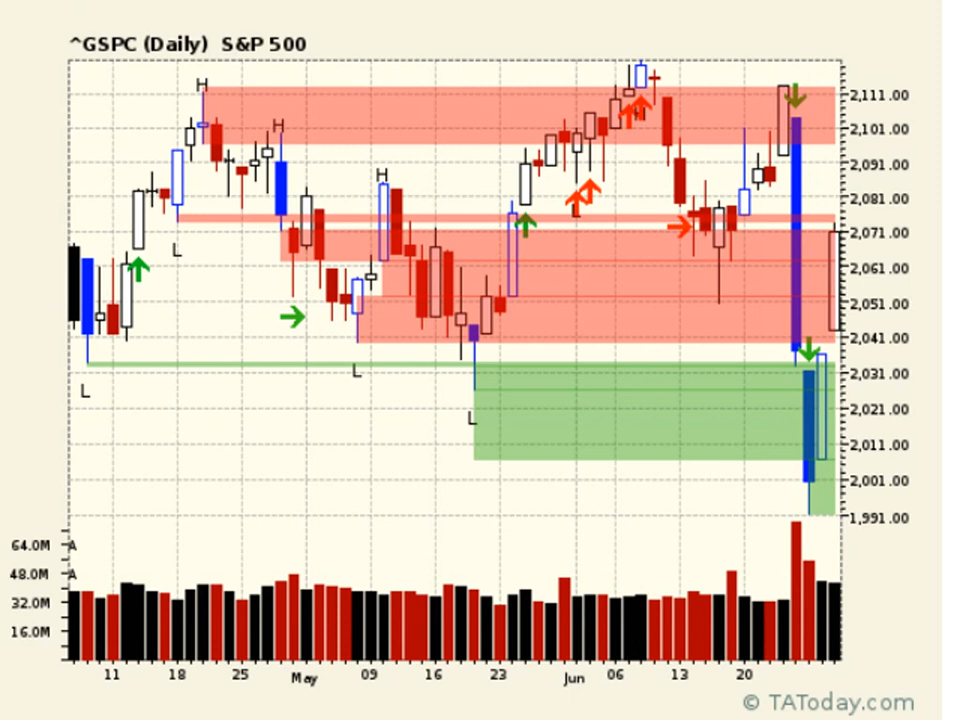 ^GSPC (Daily) S&P 500
H
H
H
L
L
L
L
L
2,111.00
2,101.00
2,091.00
2,081.00
2,071.00
2,061.00
2,051.00
2,041.00
2,031.00
2,021.00
2,011.00
2,001.00
1,991.00
64.0M A
48.0M A
32.0M
16.0M
11 18 25 May 09 16 23 Jun 06 13 20
© TAToday.com